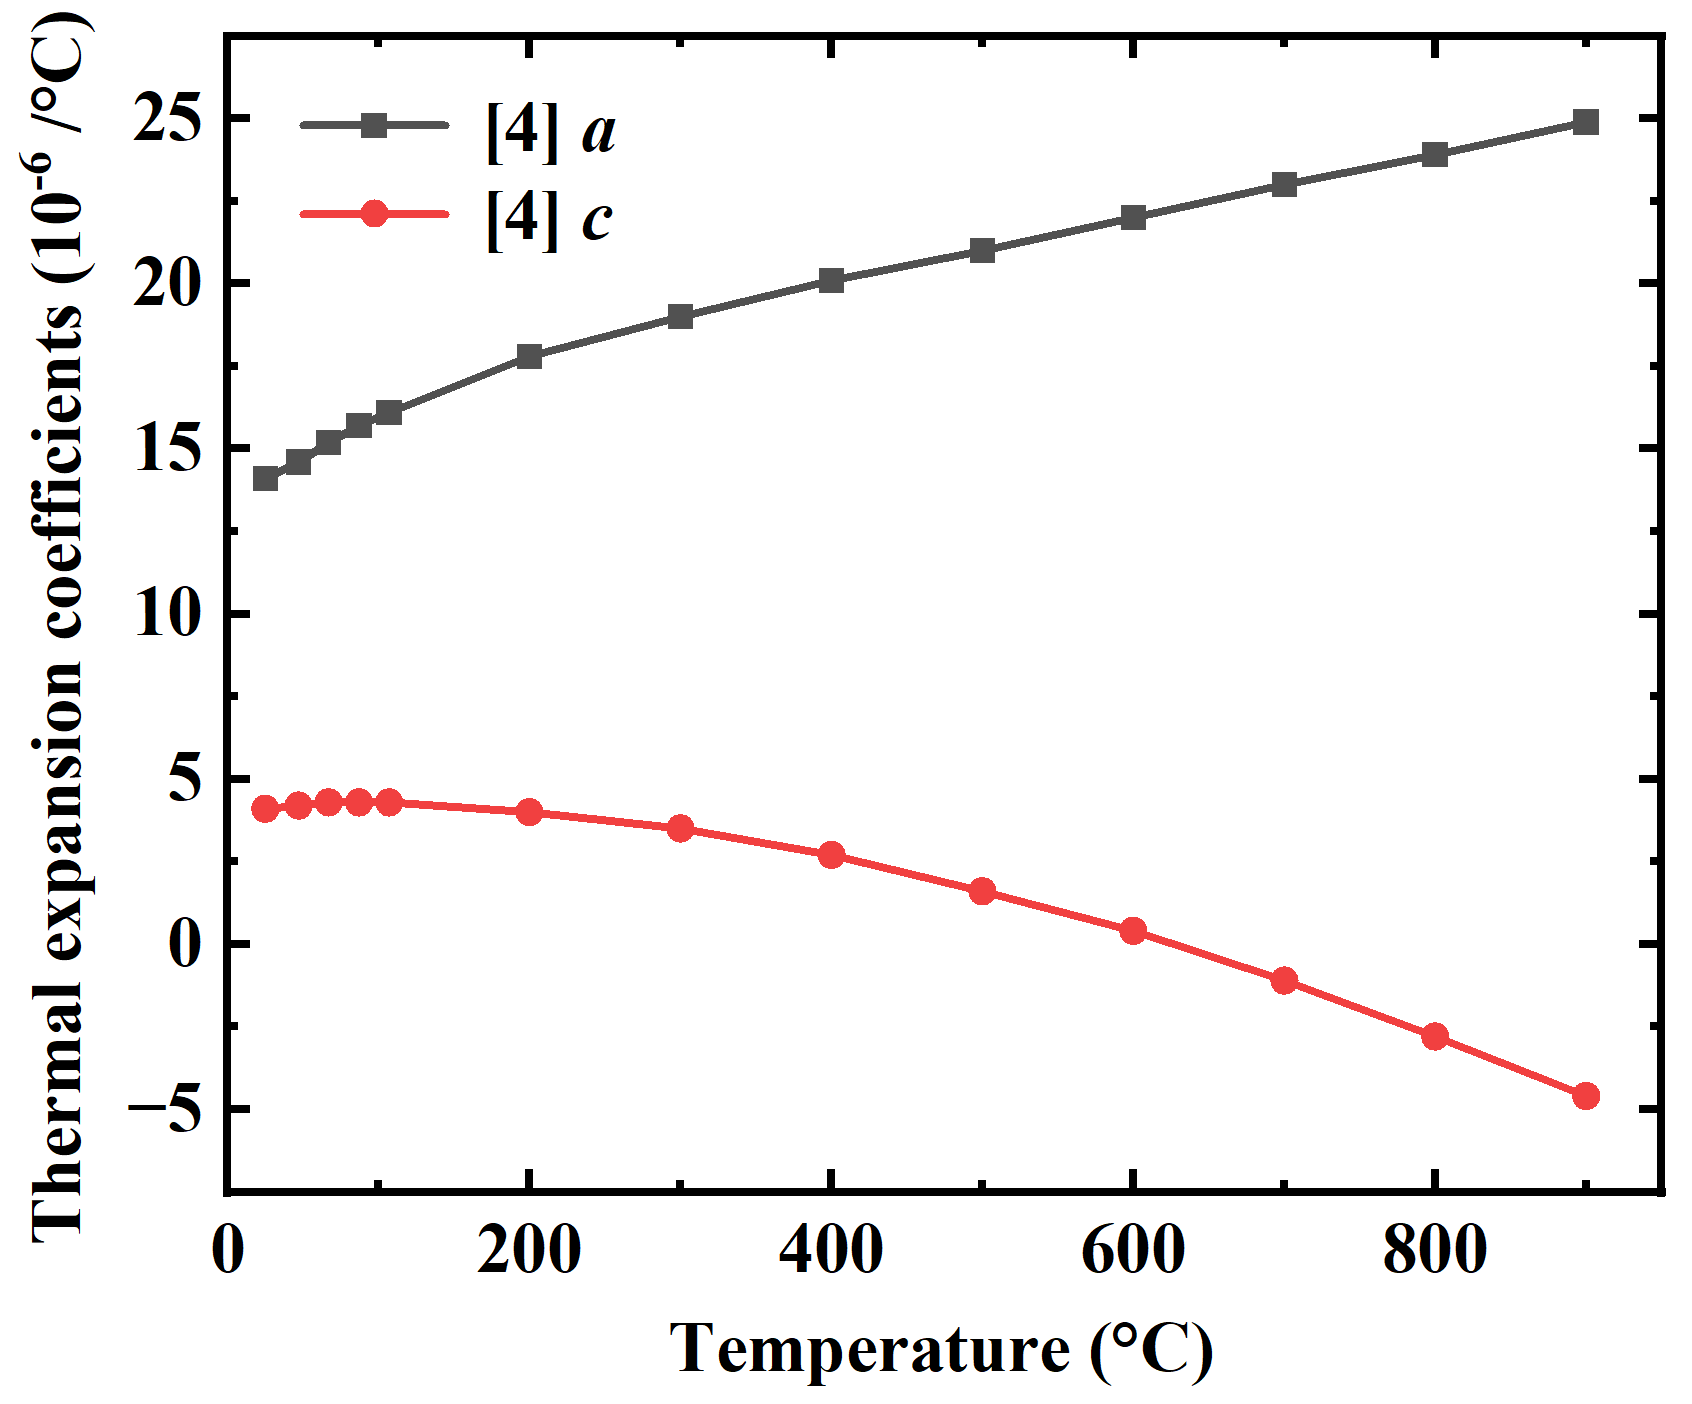 Thermal expansion coefficients (10⁻⁶ /°C)
25
20
15
10
5
0
−5
[4] a
[4] c
0 200 400 600 800
Temperature (°C)